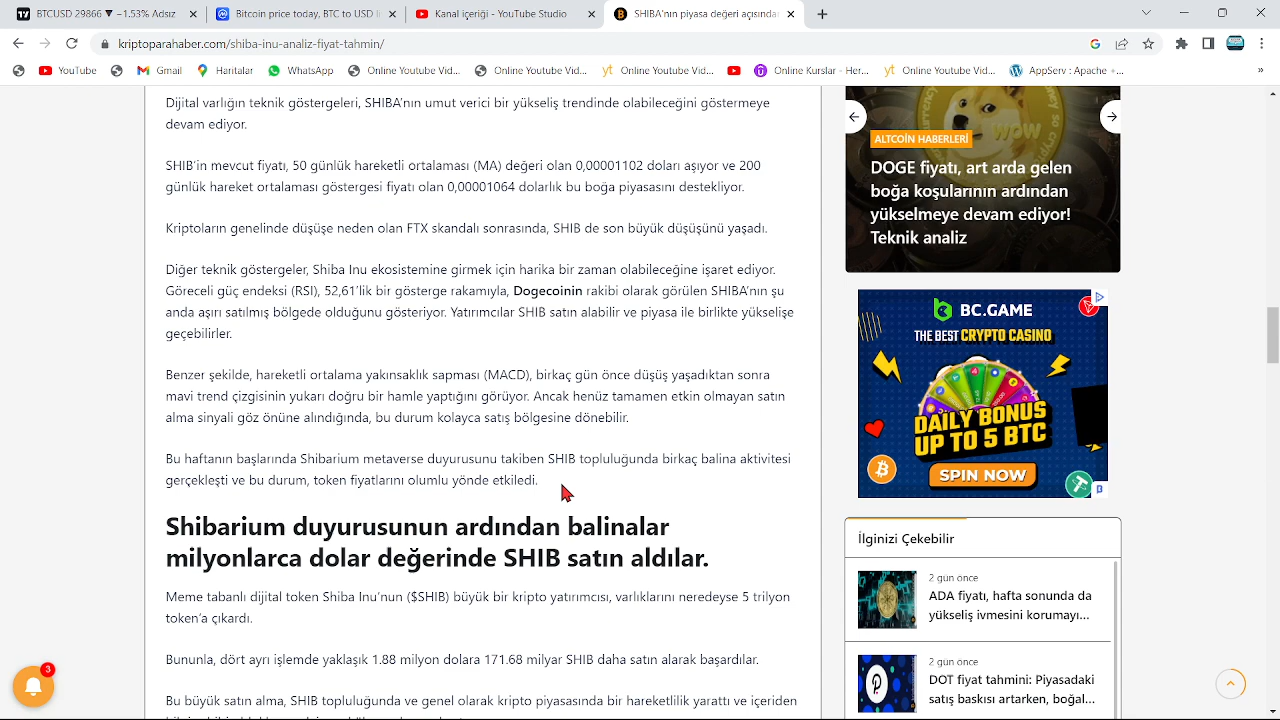 BTCUSD 29866 ▼ −1.53% Adsız
Bitcoin price today, BTC to USD li
Kanal içeriği - YouTube Studio
SHIBA'nın piyasa değeri açısından
kriptoparahaber.com/shiba-inu-analiz-fiyat-tahmin/
YouTube
Gmail
Haritalar
WhatsApp
Online Youtube Vid...
Online Youtube Vid...
Online Youtube Vid...
Online Kurslar - Her...
Online Youtube Vid...
AppServ : Apache +...
Dijital varlığın teknik göstergeleri, SHIBA'nın umut verici bir yükseliş trendinde olabileceğini göstermeye
devam ediyor.
SHIB'in mevcut fiyatı, 50 günlük hareketli ortalaması (MA) değeri olan 0,00001102 doları aşıyor ve 200
günlük hareket ortalaması göstergesi fiyatı olan 0,00001064 dolarlık bu boğa piyasasını destekliyor.
Kriptoların genelinde düşüşe neden olan FTX skandalı sonrasında, SHIB de son büyük düşüşünü yaşadı.
Diğer teknik göstergeler, Shiba Inu ekosistemine girmek için harika bir zaman olabileceğine işaret ediyor.
Göreceli güç endeksi (RSI), 52.61'lik bir gösterge rakamıyla, Dogecoinin rakibi olarak görülen SHIBA'nın şu
anda aşırı satılmış bölgede olduğunu gösteriyor. Yatırımcılar SHIB satın alabilir ve piyasa ile birlikte yükselişe
geçebilirler.
Benzer şekilde, hareketli ortalama yakınsaklık sapması (MACD), birkaç gün önce düşüş yaşadıktan sonra
mavi trend çizgisinin yukarı yönlü bir hamle yaptığını görüyor. Ancak henüz tamamen etkin olmayan satın
alma sinyali göz önüne alındığında, bu durum kolayca satış bölgesine dönebilir.
Bu haftanın başlarında Shibarium metaverse duyurusunu takiben SHIB topluluğunda birkaç balina aktivitesi
gerçekleşti ve bu durum, token fiyatlarını olumlu yönde etkiledi.
Shibarium duyurusunun ardından balinalar
milyonlarca dolar değerinde SHIB satın aldılar.
Meme tabanlı dijital token Shiba Inu'nun ($SHIB) büyük bir kripto yatırımcısı, varlıklarını neredeyse 5 trilyon
token'a çıkardı.
Bununla, dört ayrı işlemde yaklaşık 1.88 milyon dolara 171.68 milyar SHIB daha satın alarak başardılar.
Bu büyük satın alma, SHIB topluluğunda ve genel olarak kripto piyasasında bir hareketlilik yarattı ve içeriden
WOW
ALTCOİN HABERLERİ
DOGE fiyatı, art arda gelen
boğa koşularının ardından
yükselmeye devam ediyor!
Teknik analiz
BC.GAME
THE BEST CRYPTO CASINO
DAILY BONUS
UP TO 5 BTC
SPIN NOW
İlginizi Çekebilir
2 gün önce
ADA fiyatı, hafta sonunda da
yükseliş ivmesini korumayı...
2 gün önce
DOT fiyat tahmini: Piyasadaki
satış baskısı artarken, boğal...
3